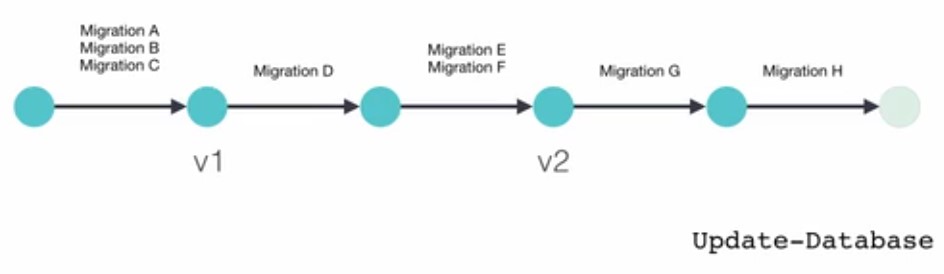 Migration A
Migration B
Migration C
Migration D
Migration E
Migration F
Migration G
Migration H
v1
v2
Update-Database